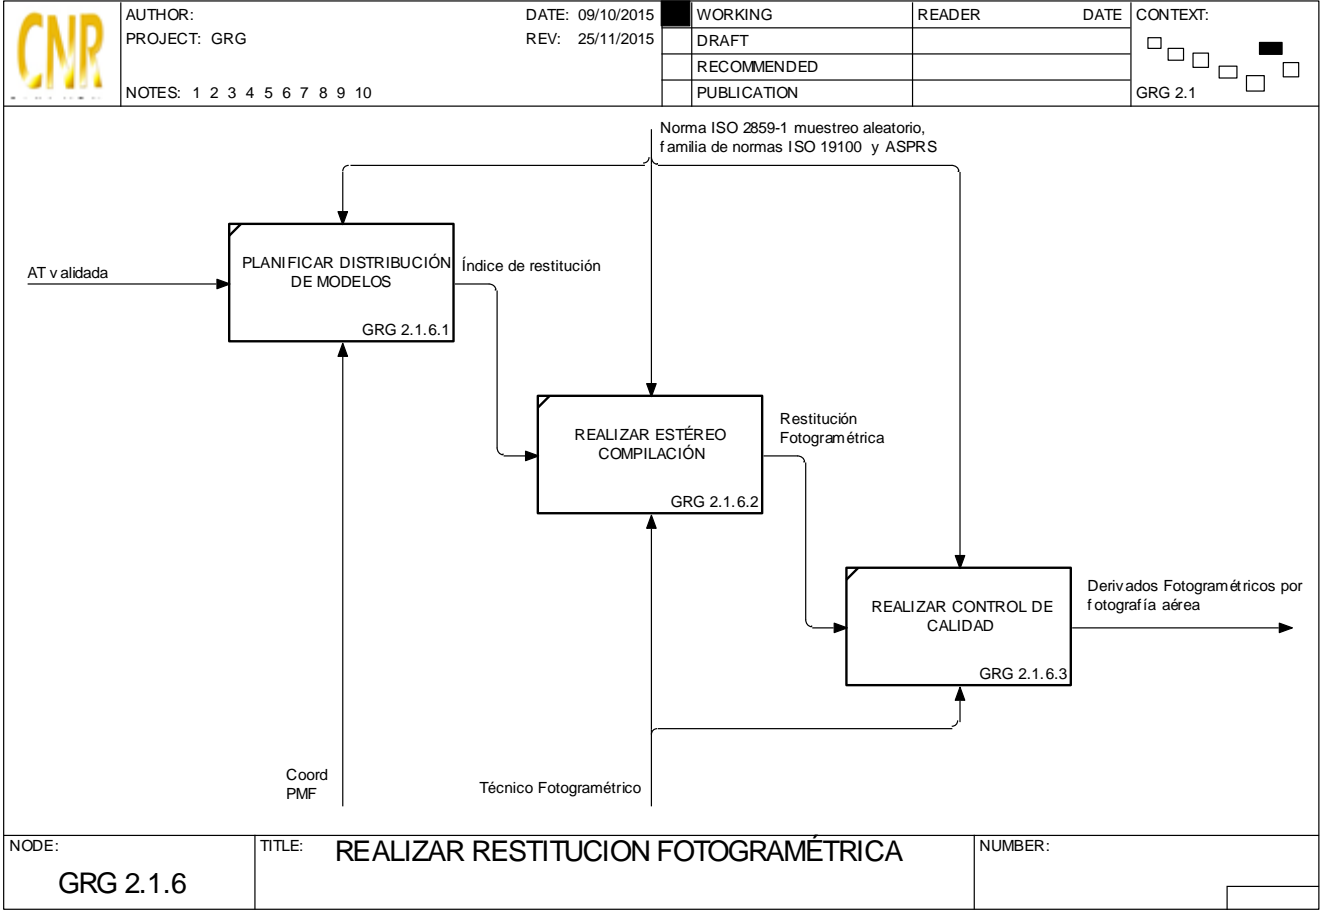 CNR
AUTHOR:
DATE: 09/10/2015
PROJECT: GRG
REV: 25/11/2015
NOTES: 1 2 3 4 5 6 7 8 9 10
WORKING
DRAFT
RECOMMENDED
PUBLICATION
READER DATE
CONTEXT:
GRG 2.1
Norma ISO 2859-1 muestreo aleatorio,
familia de normas ISO 19100 y ASPRS
AT validada
PLANIFICAR DISTRIBUCIÓN
DE MODELOS
GRG 2.1.6.1
Índice de restitución
REALIZAR ESTÉREO
COMPILACIÓN
GRG 2.1.6.2
Restitución
Fotogramétrica
REALIZAR CONTROL DE
CALIDAD
GRG 2.1.6.3
Derivados Fotogramétricos por
fotografía aérea
Coord
PMF
Técnico Fotogramétrico
NODE:
GRG 2.1.6
TITLE:
REALIZAR RESTITUCION FOTOGRAMÉTRICA
NUMBER: